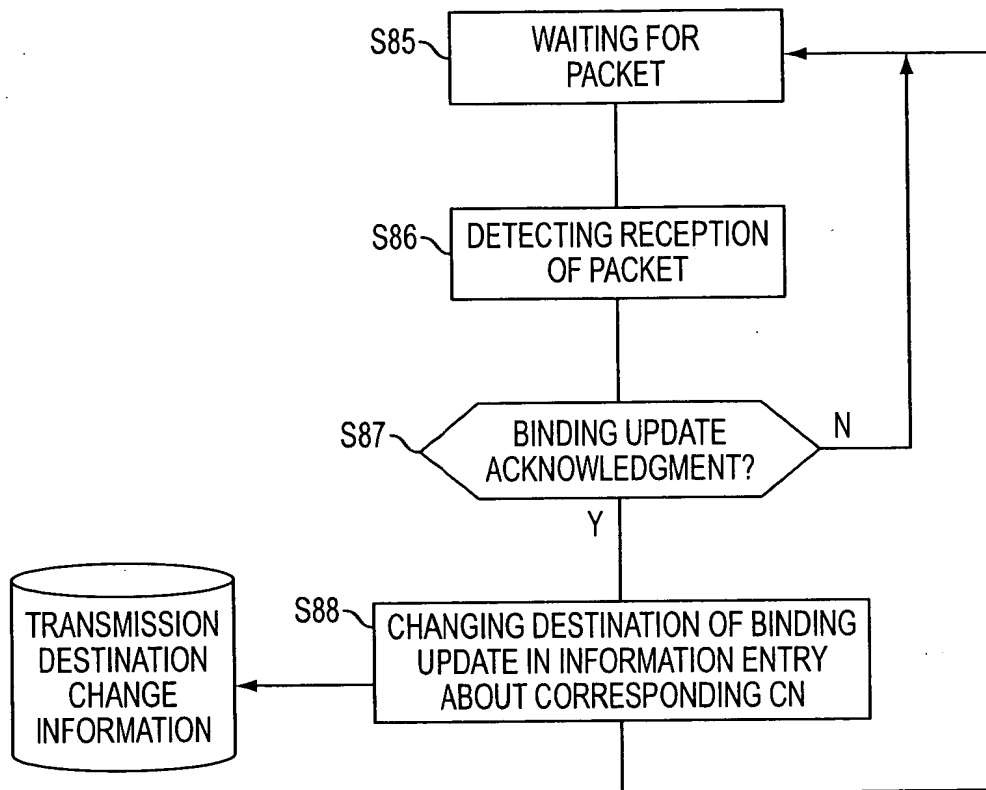 S85
WAITING FOR
PACKET
S86
DETECTING RECEPTION
OF PACKET
S87
BINDING UPDATE
ACKNOWLEDGMENT?
N
Y
S88
CHANGING DESTINATION OF BINDING
UPDATE IN INFORMATION ENTRY
ABOUT CORRESPONDING CN
TRANSMISSION
DESTINATION
CHANGE
INFORMATION